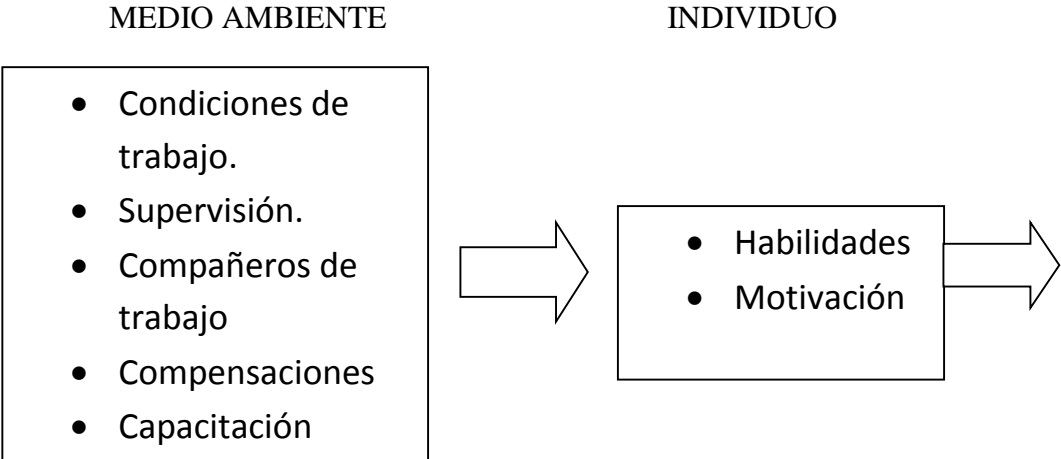 MEDIO AMBIENTE
INDIVIDUO
• Condiciones de
trabajo.
• Supervisión.
• Compañeros de
trabajo
• Compensaciones
• Capacitación
• Habilidades
• Motivación